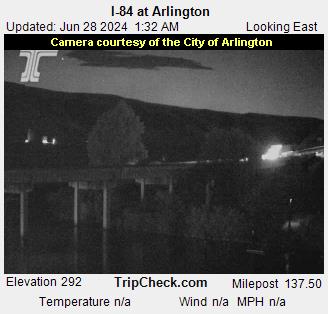 I-84 at Arlington
Updated: Jun 28 2024 1:32 AM Looking East
Camera courtesy of the City of Arlington
Elevation 292 TripCheck.com Milepost 137.50
Temperature n/a Wind n/a MPH n/a